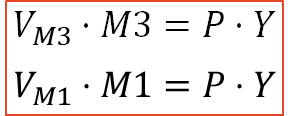 V_{M3} · M3 = P · Y
V_{M1} · M1 = P · Y